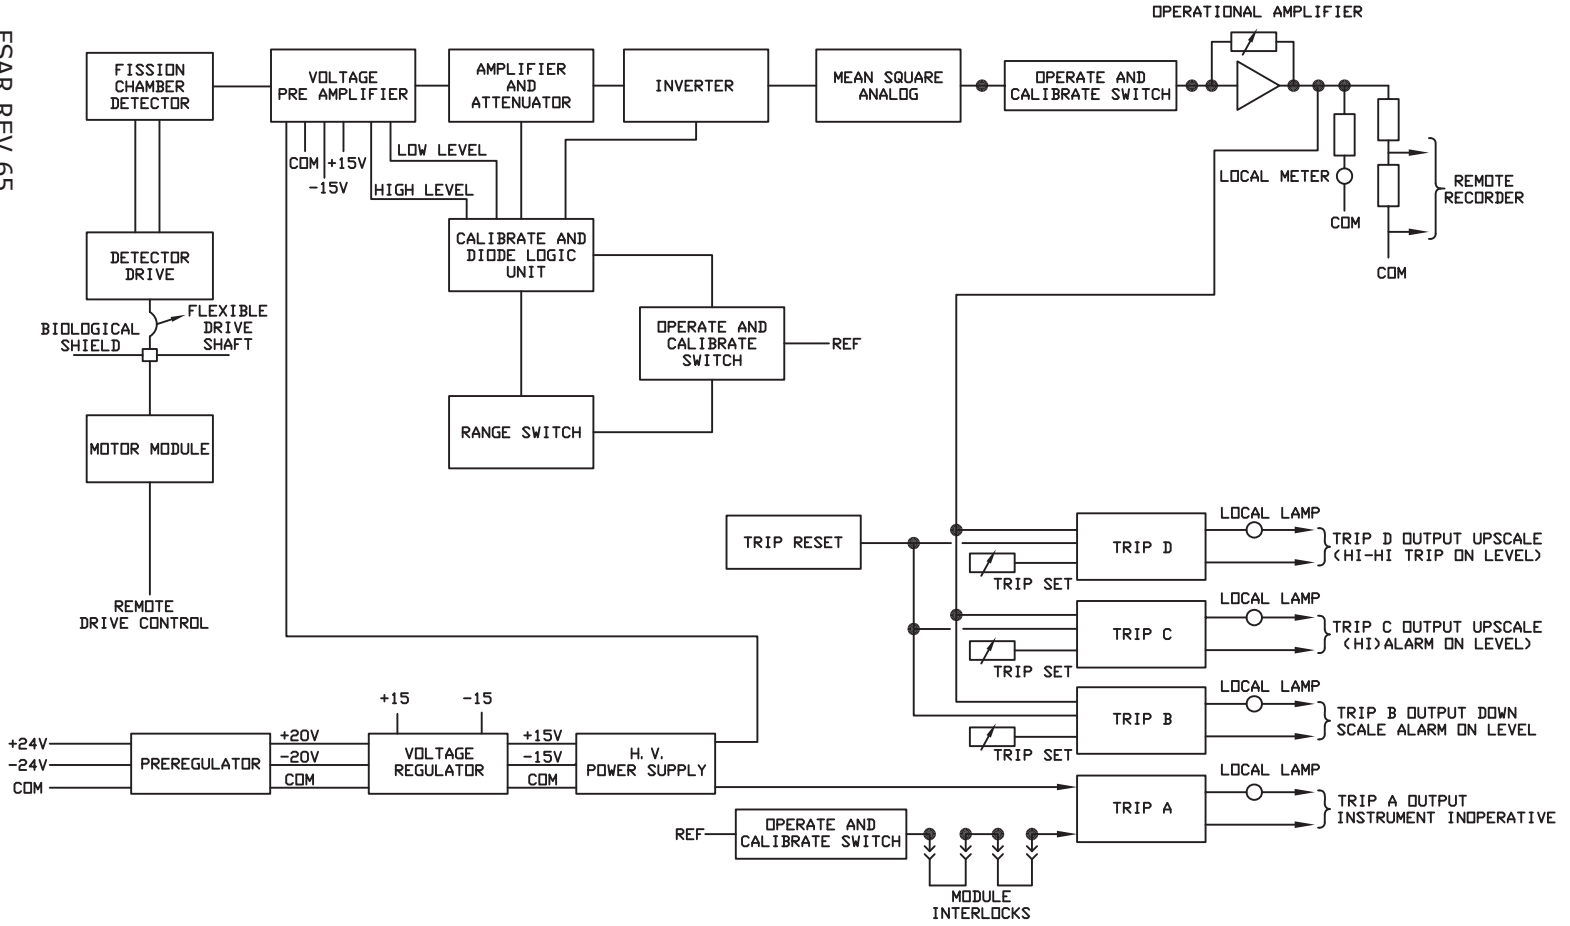 FSAR REV 65
OPERATIONAL AMPLIFIER
FISSION
CHAMBER
DETECTOR
VOLTAGE
PRE AMPLIFIER
AMPLIFIER
AND
ATTENUATOR
INVERTER
MEAN SQUARE
ANALOG
OPERATE AND
CALIBRATE SWITCH
COM
-15V
+15V
LOW LEVEL
HIGH LEVEL
LOCAL METER
COM
REMOTE
RECORDER
COM
DETECTOR
DRIVE
CALIBRATE AND
DIODE LOGIC
UNIT
FLEXIBLE
DRIVE
SHAFT
BIOLOGICAL
SHIELD
OPERATE AND
CALIBRATE
SWITCH
REF
RANGE SWITCH
MOTOR MODULE
REMOTE
DRIVE CONTROL
TRIP RESET
TRIP SET
TRIP D
LOCAL LAMP
TRIP D OUTPUT UPSCALE
(HI-HI TRIP ON LEVEL)
TRIP SET
TRIP C
LOCAL LAMP
TRIP C OUTPUT UPSCALE
(HI)ALARM ON LEVEL)
TRIP SET
TRIP B
LOCAL LAMP
TRIP B OUTPUT DOWN
SCALE ALARM ON LEVEL
+24V
-24V
COM
PREREGULATOR
+20V
-20V
COM
+15
-15
VOLTAGE
REGULATOR
+15V
-15V
COM
H. V.
POWER SUPPLY
TRIP A
LOCAL LAMP
TRIP A OUTPUT
INSTRUMENT INOPERATIVE
REF
OPERATE AND
CALIBRATE SWITCH
MODULE
INTERLOCKS